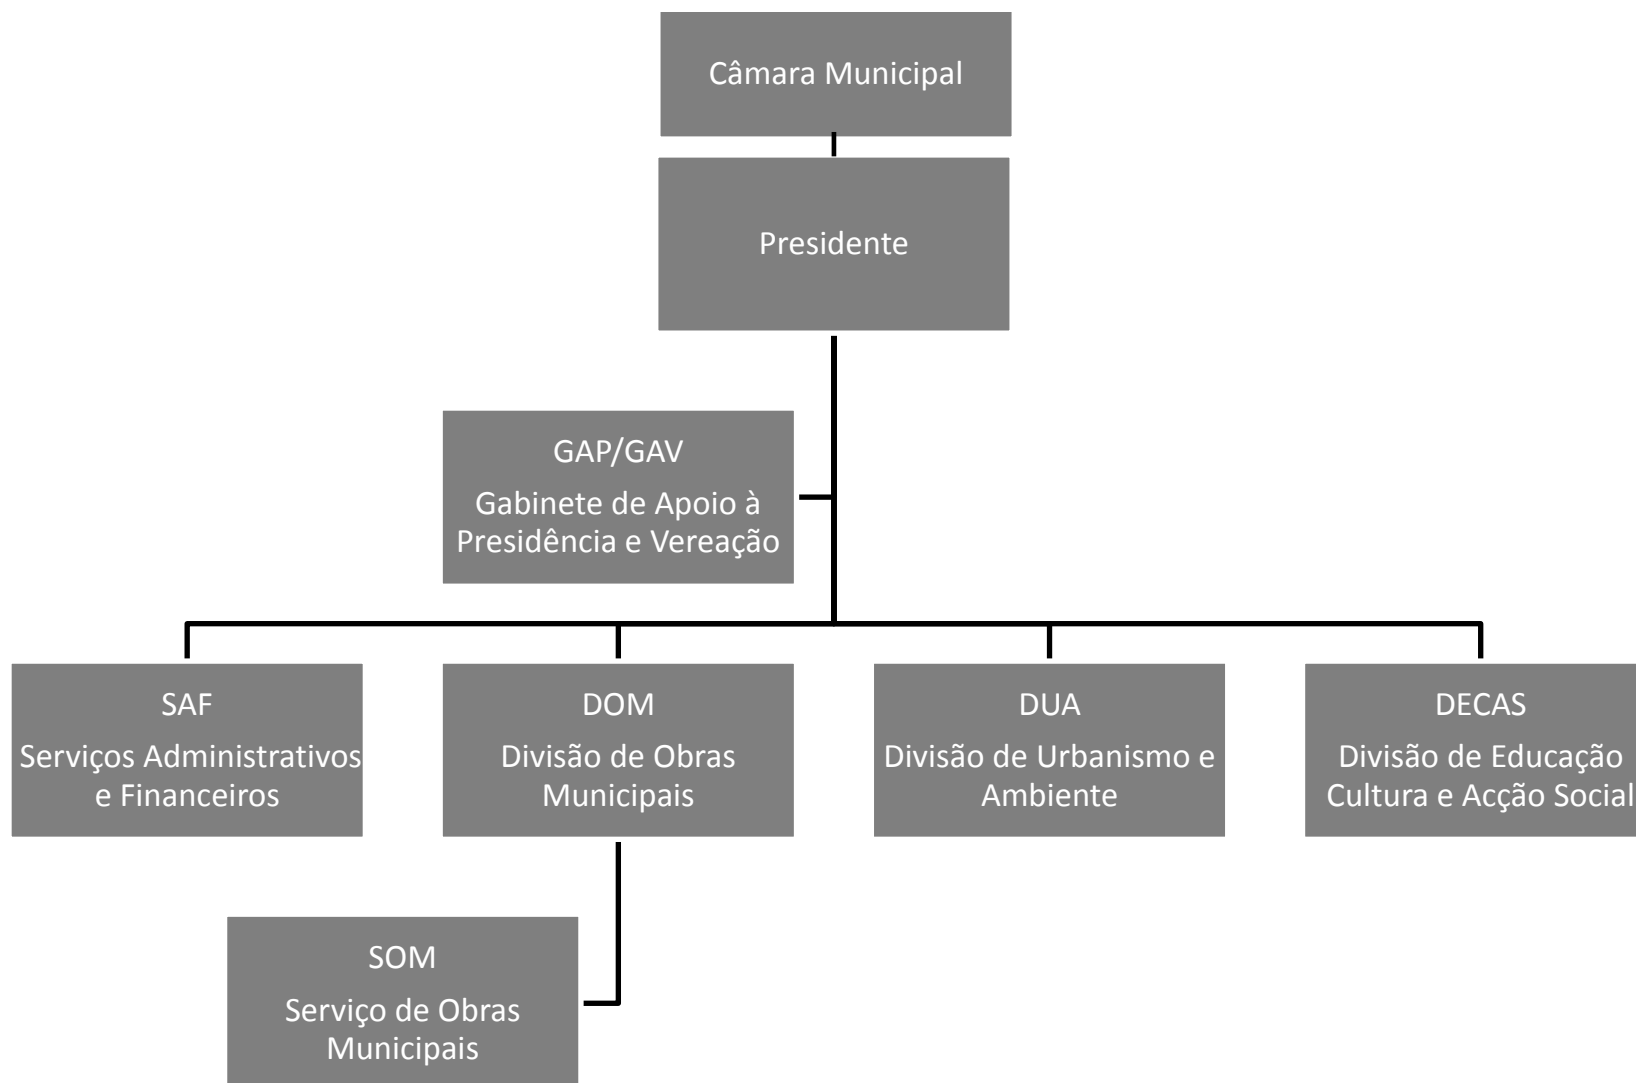 Câmara Municipal
Presidente
GAP/GAV
Gabinete de Apoio à
Presidência e Vereação
SAF
Serviços Administrativos
e Financeiros
DOM
Divisão de Obras
Municipais
DUA
Divisão de Urbanismo e
Ambiente
DECAS
Divisão de Educação
Cultura e Acção Social
SOM
Serviço de Obras
Municipais